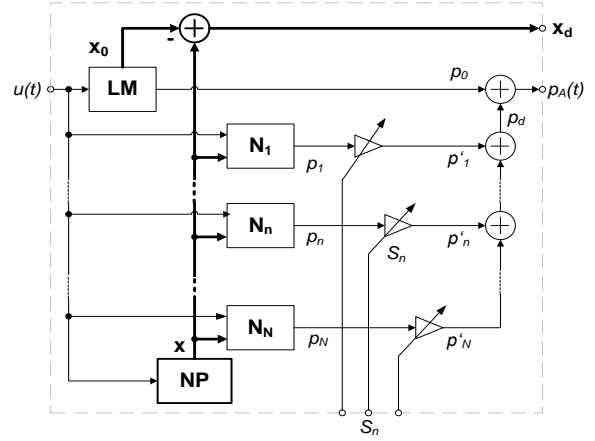 x₀
-
x_d
u(t)
LM
p₀
p_A(t)
p_d
N₁
p₁
p'₁
N_n
p_n
S_n
p'_n
N_N
p_N
p'_N
x
NP
S_n